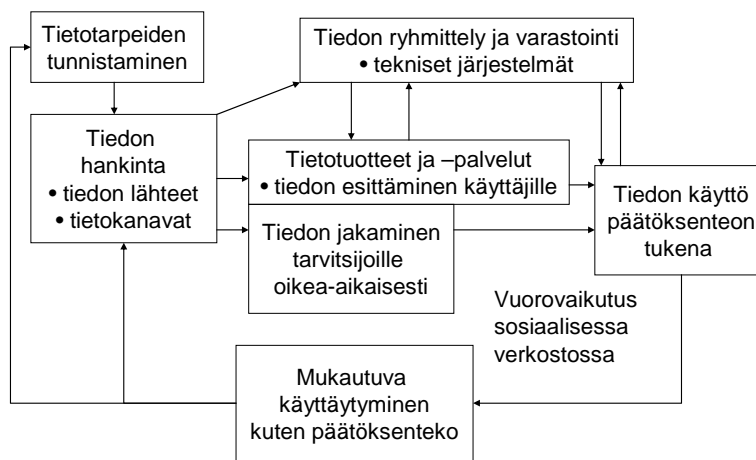 Tietotarpeiden
tunnistaminen
Tiedon ryhmittely ja varastointi
• tekniset järjestelmät
Tiedon
hankinta
• tiedon lähteet
• tietokanavat
Tietotuotteet ja –palvelut
• tiedon esittäminen käyttäjille
Tiedon jakaminen
tarvitsijoille
oikea-aikaisesti
Tiedon käyttö
päätöksenteon
tukena
Vuorovaikutus
sosiaalisessa
verkostossa
Mukautuva
käyttäytyminen
kuten päätöksenteko